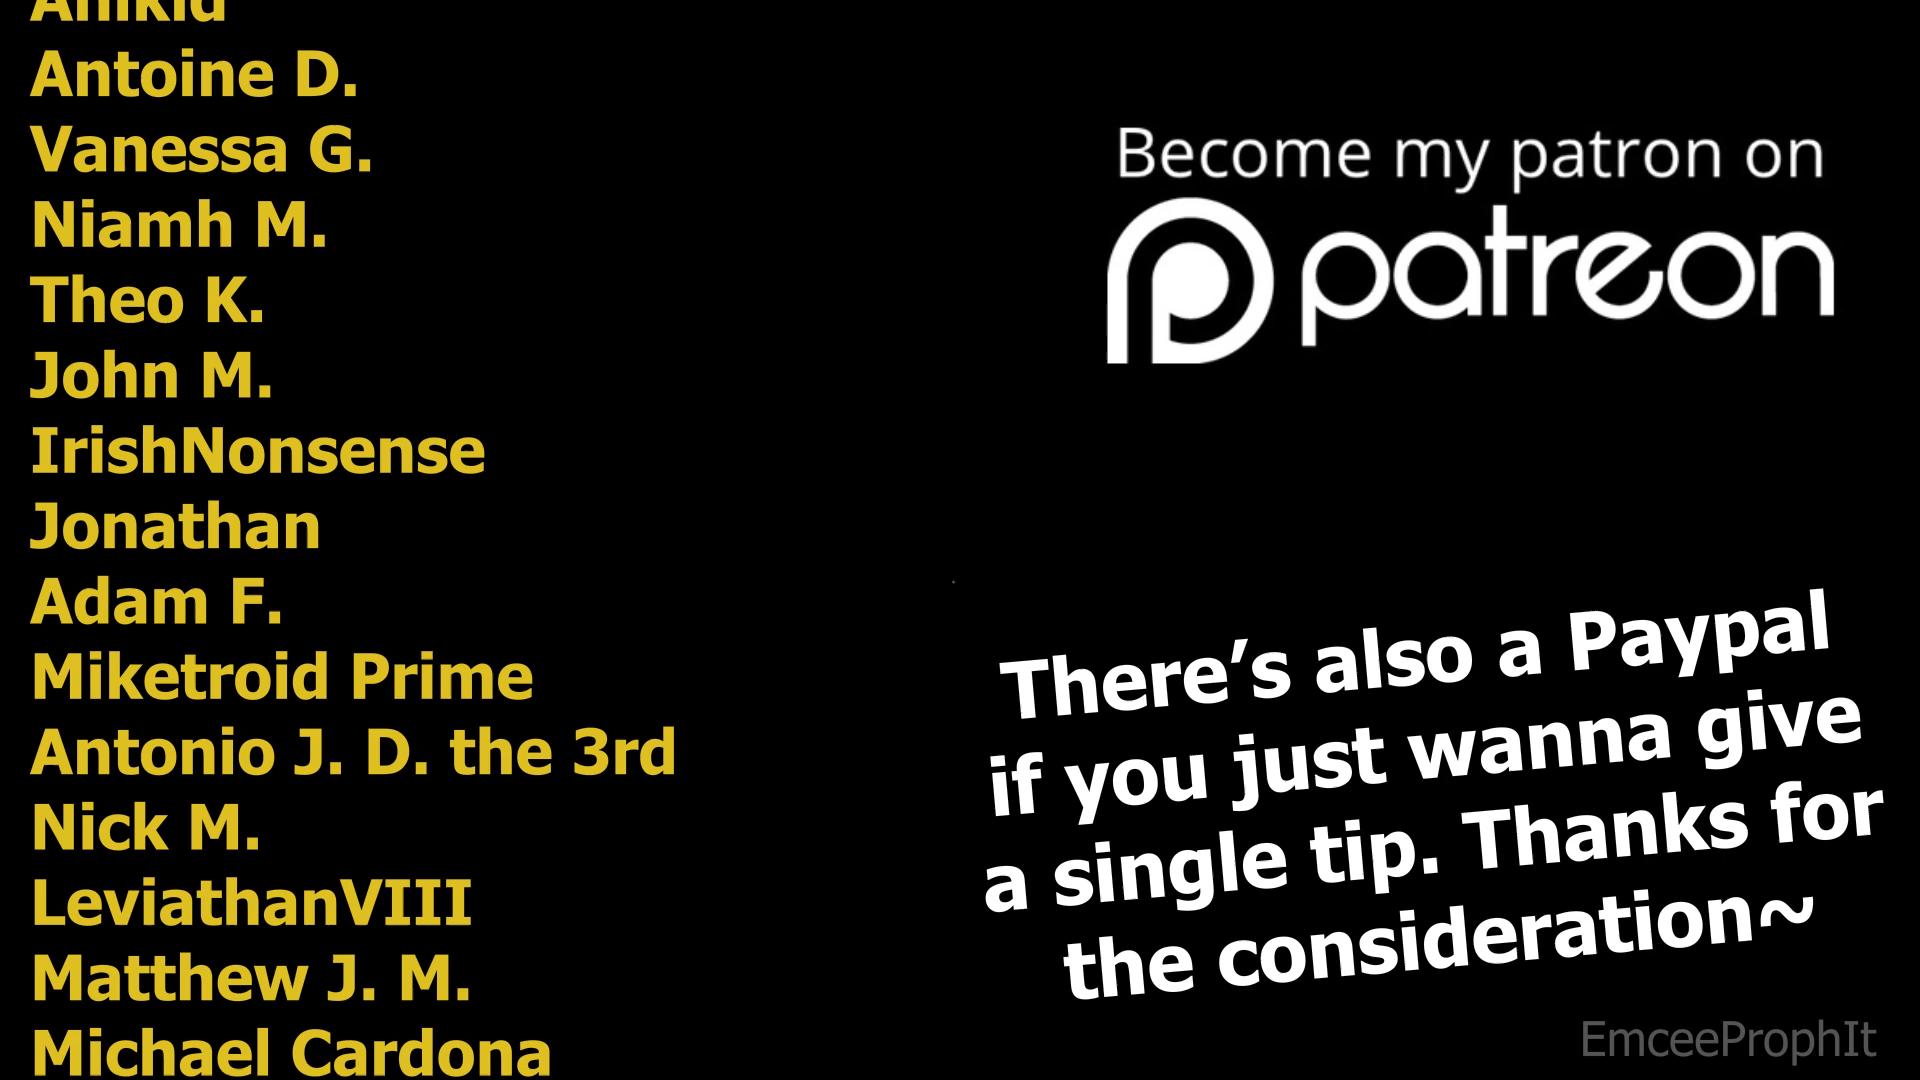 Antoine D.
Vanessa G.
Niamh M.
Theo K.
John M.
IrishNonsense
Jonathan
Adam F.
Miketroid Prime
Antonio J. D. the 3rd
Nick M.
LeviathanVIII
Matthew J. M.
Michael Cardona
Become my patron on
patreon
There's also a Paypal
if you just wanna give
a single tip. Thanks for
the consideration~
EmceeProphIt